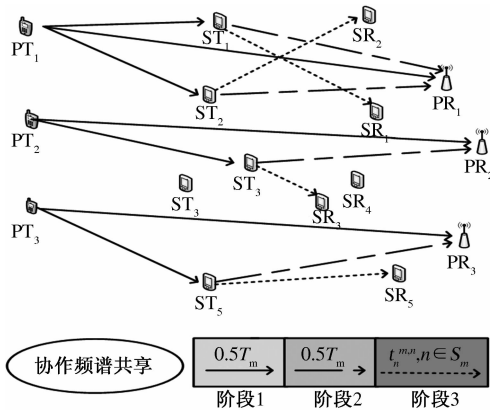 PT₁ ST₁ SR₂
ST₂ PR₁
SR₁
PT₂ PR₂
ST₃
ST₃ SR₃ SR₄
PT₃
PR₃
ST₅ SR₅
协作频谱共享
0.5Tₘ 0.5Tₘ tₙᵐ,ⁿ,n∈Sₘ
阶段1 阶段2 阶段3